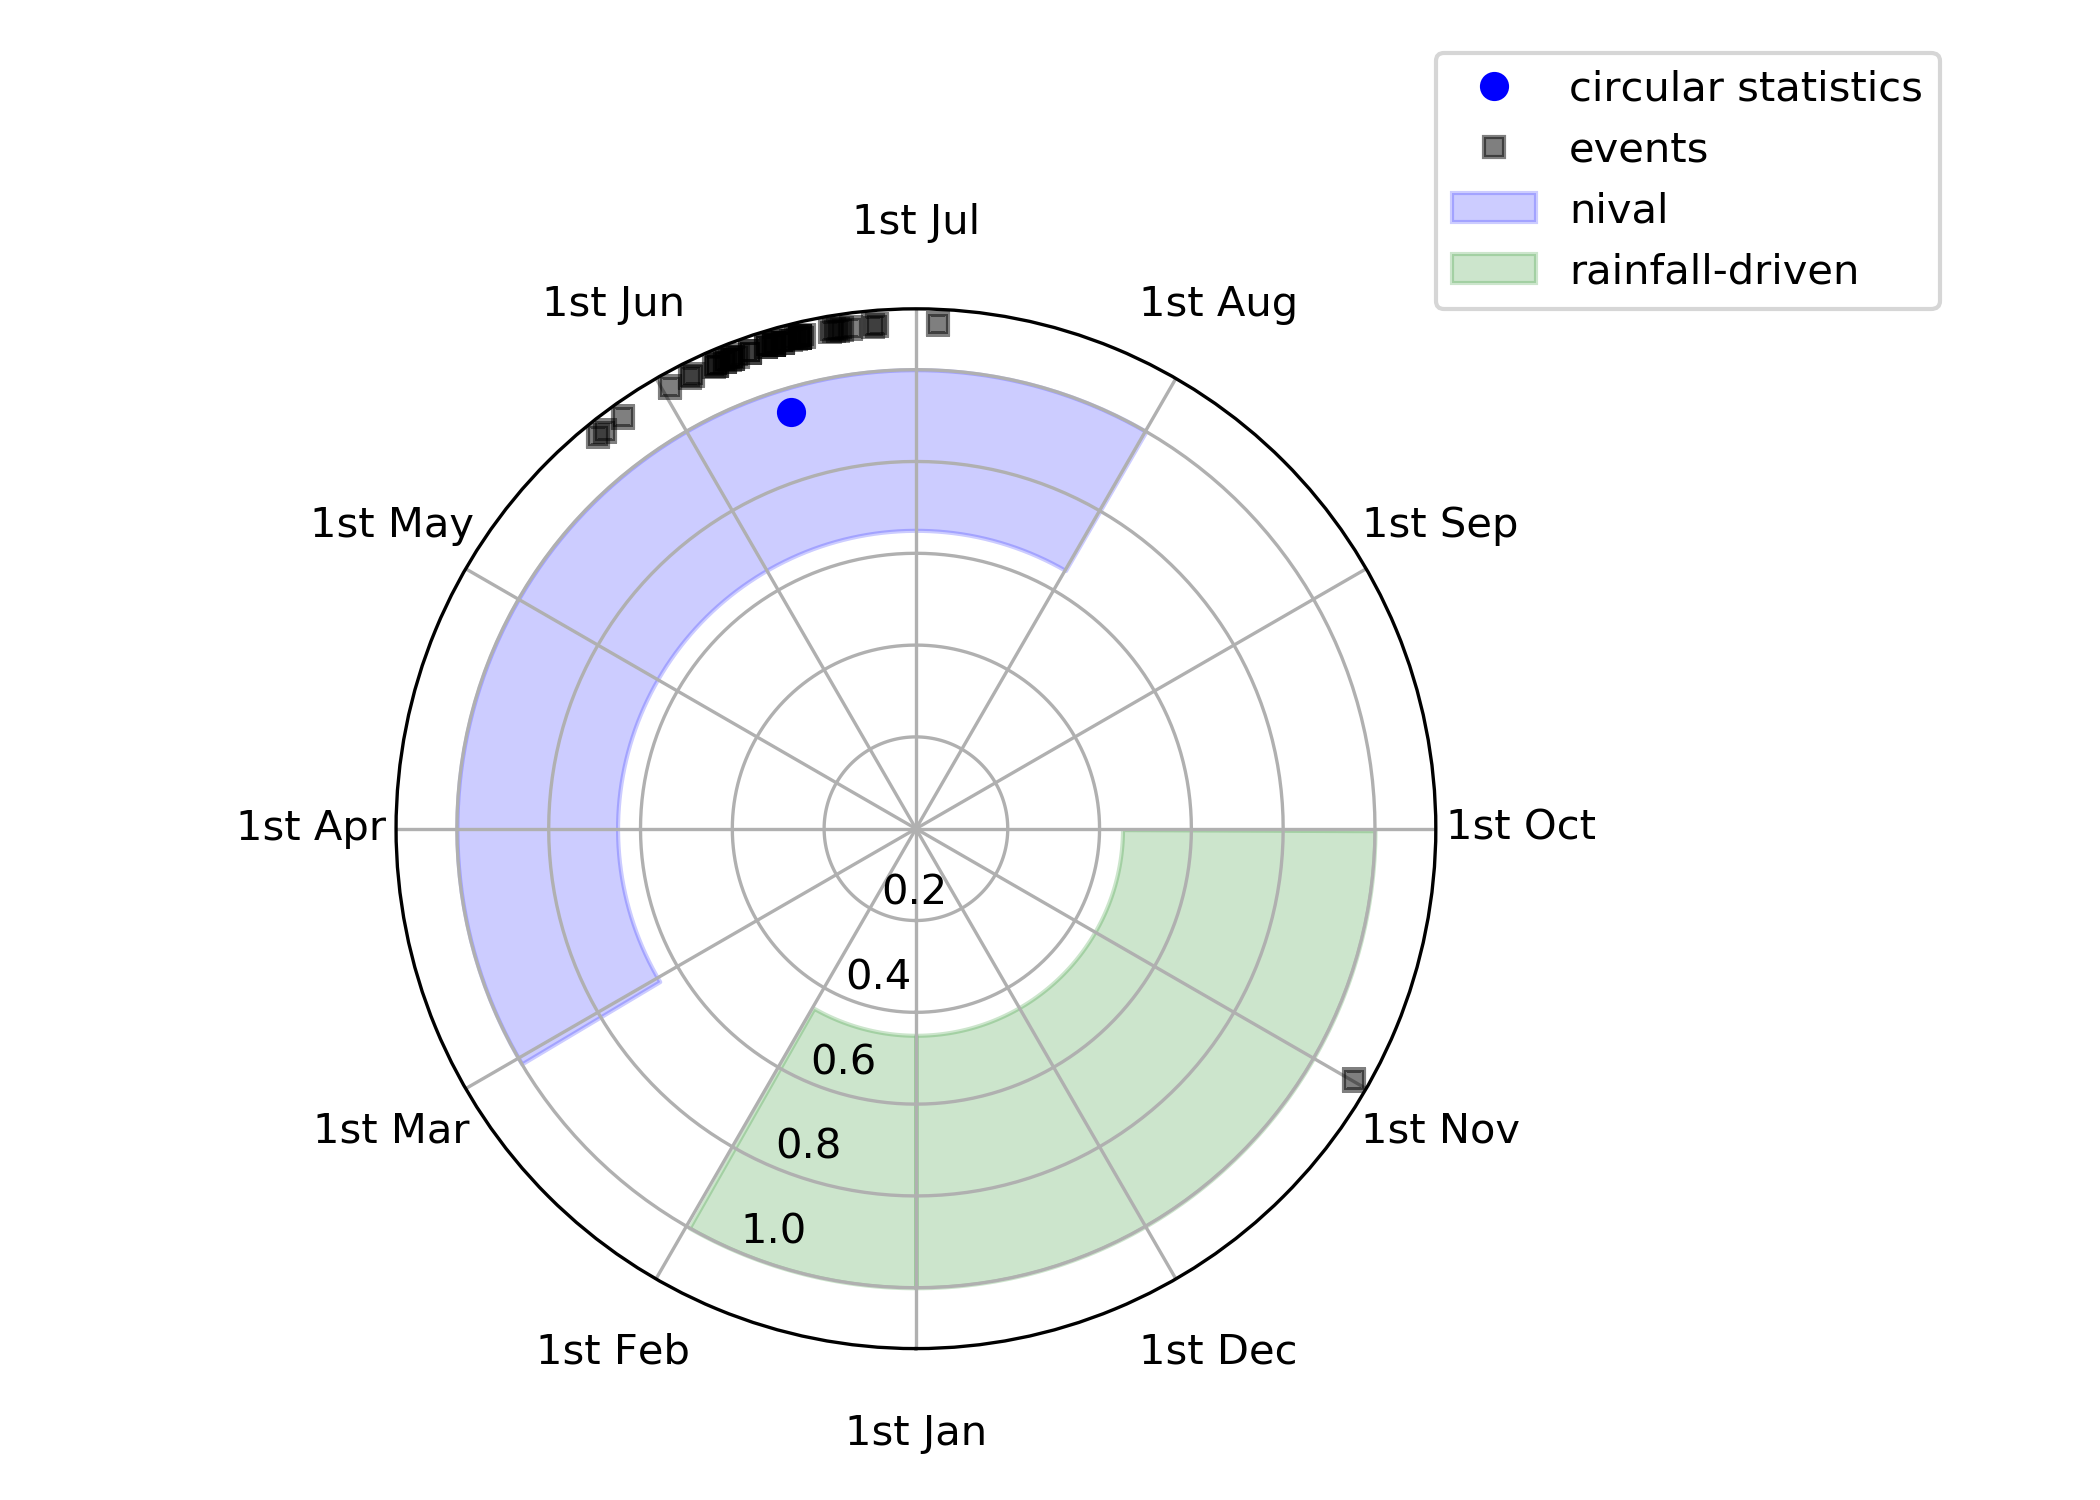 circular statistics
events
nival
rainfall-driven
1st Jul
1st Jun
1st Aug
1st May
1st Sep
1st Apr
1st Oct
0.2
0.4
0.6
0.8
1.0
1st Mar
1st Nov
1st Feb
1st Dec
1st Jan